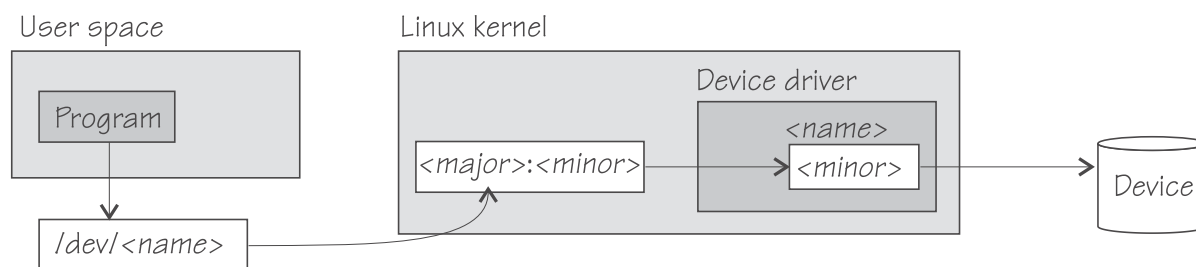 User space
Linux kernel
Device driver
Program
<name>
<major>:<minor>
<minor>
Device
/dev/<name>